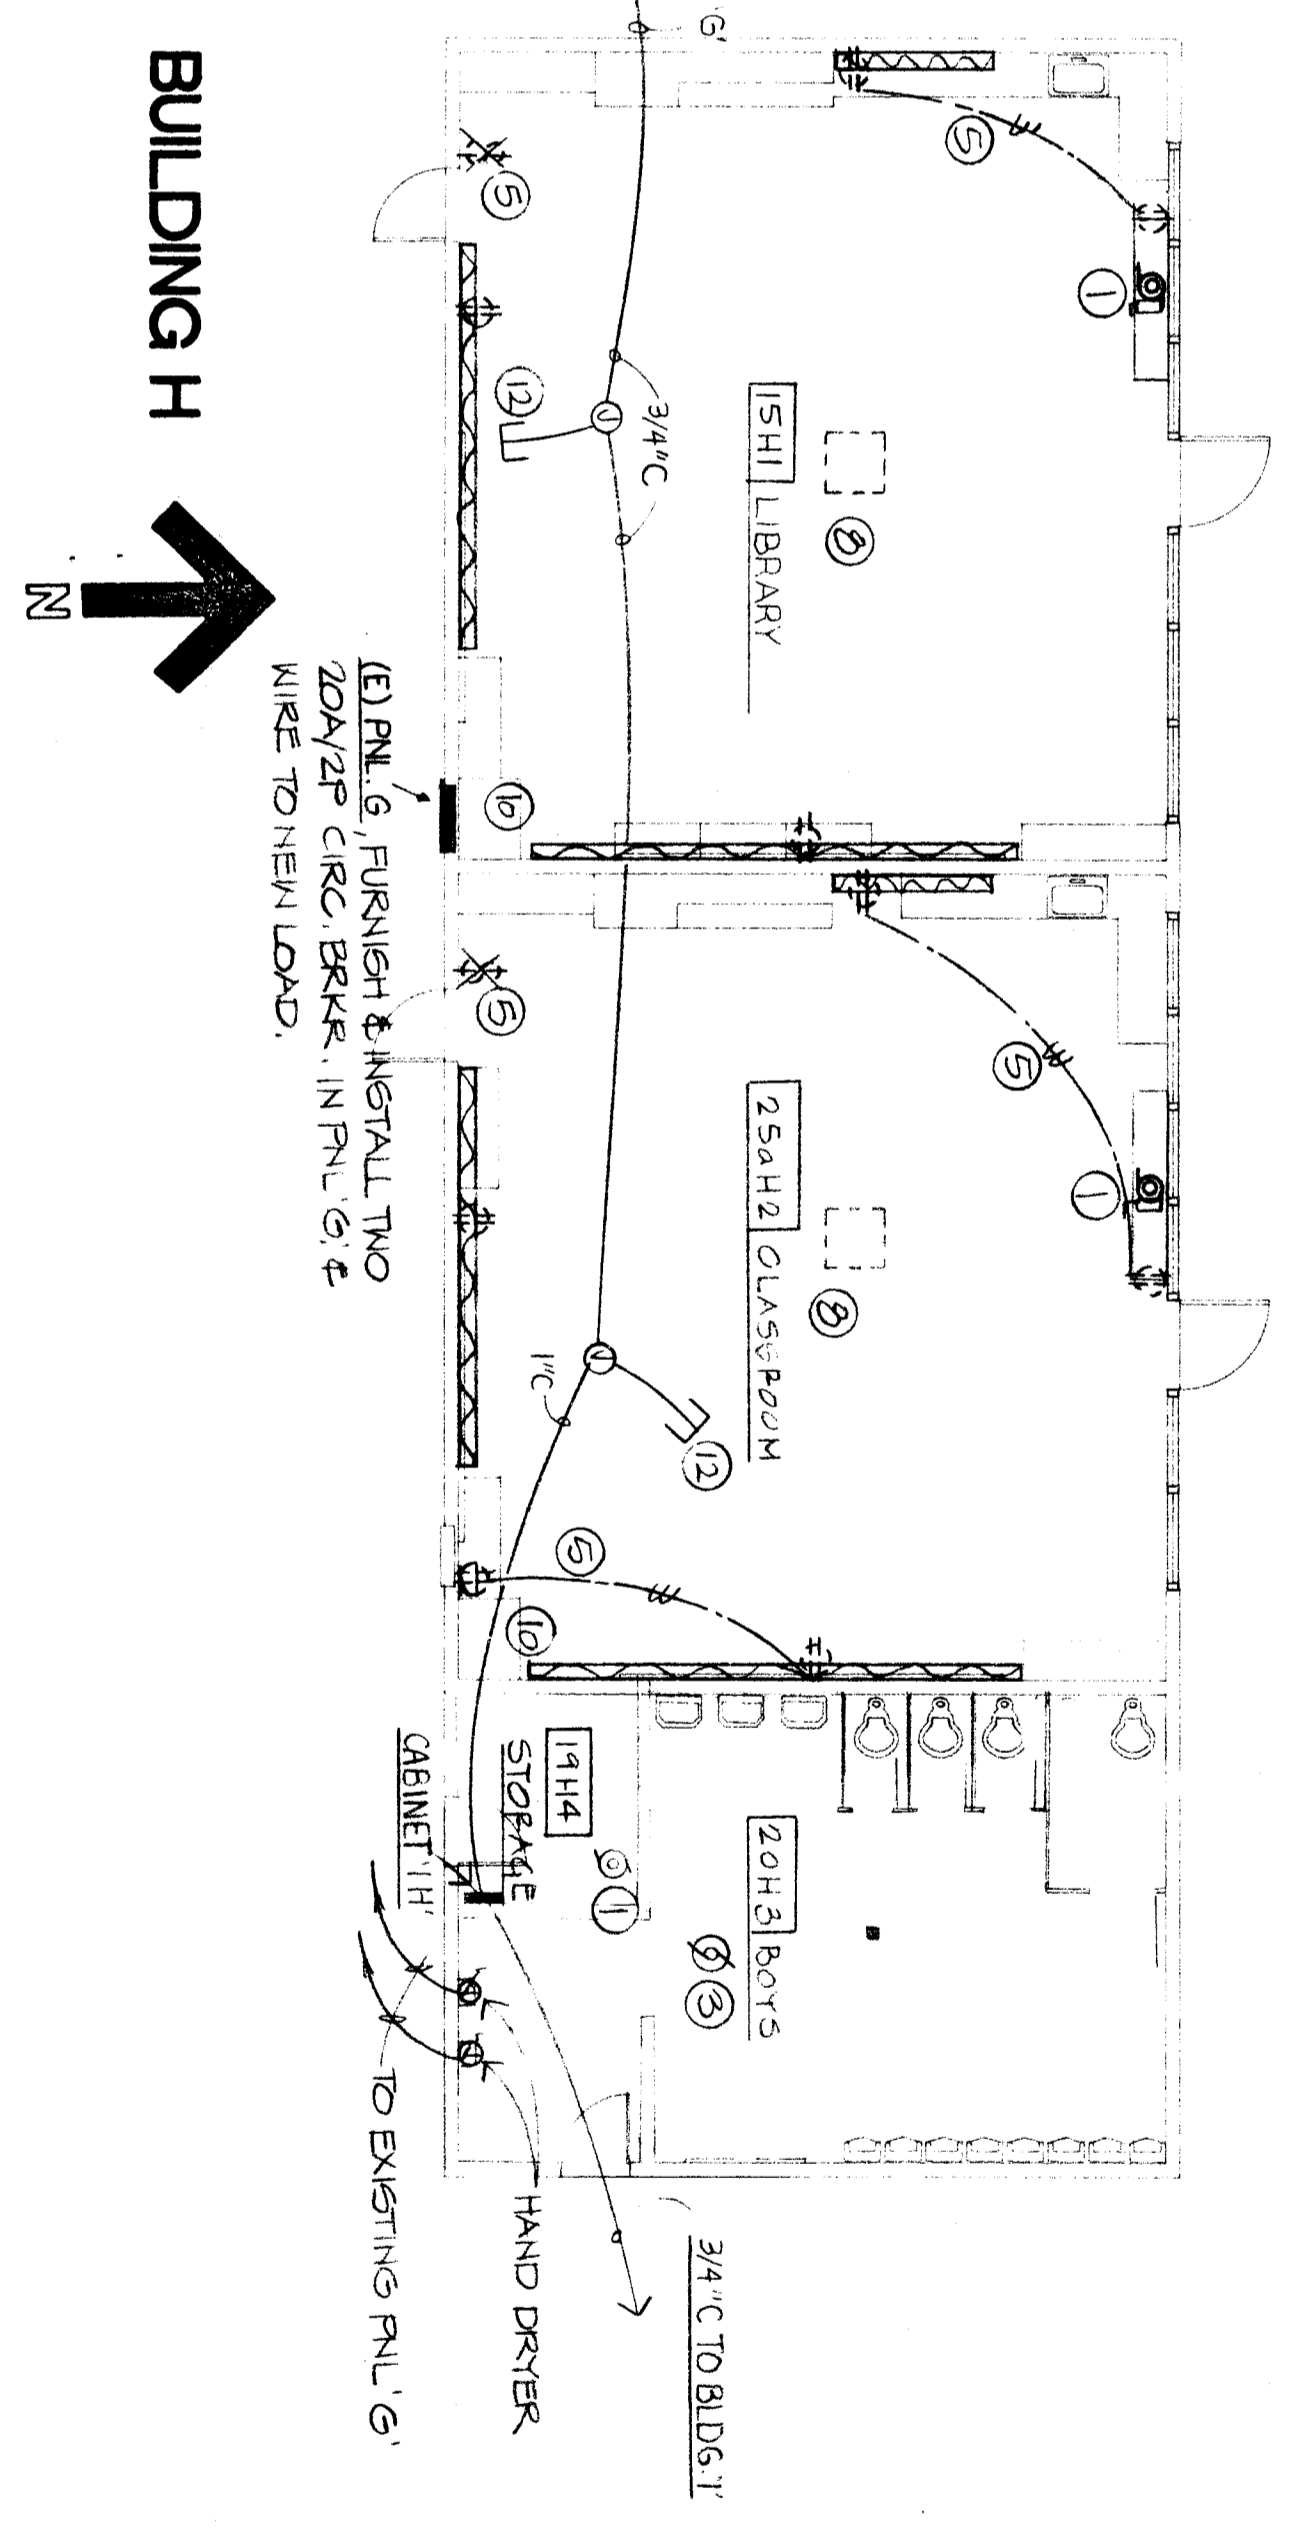 BUILDING H
N
'G'
5
1
5
12
3/4"C
15H1 LIBRARY
8
(E) PNL. G, FURNISH & INSTALL TWO
20A/2P CIRC. BRKR. IN PNL 'G' &
WIRE TO NEW LOAD.
10
5
5
1
25aH2 CLASSROOM
8
1"C
12
5
10
19H4
STORAGE
CABINET 'IH'
1
20H3 BOYS
3
HAND DRYER
TO EXISTING PNL 'G'
3/4"C TO BLDG. 'I'